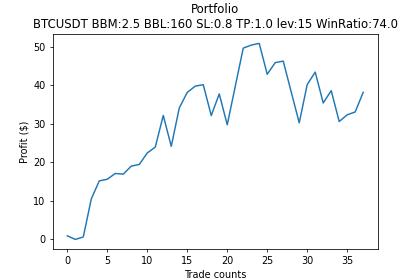 Portfolio
BTCUSDT BBM:2.5 BBL:160 SL:0.8 TP:1.0 lev:15 WinRatio:74.0
50
40
30
20
10
0
Profit ($)
0 5 10 15 20 25 30 35
Trade counts